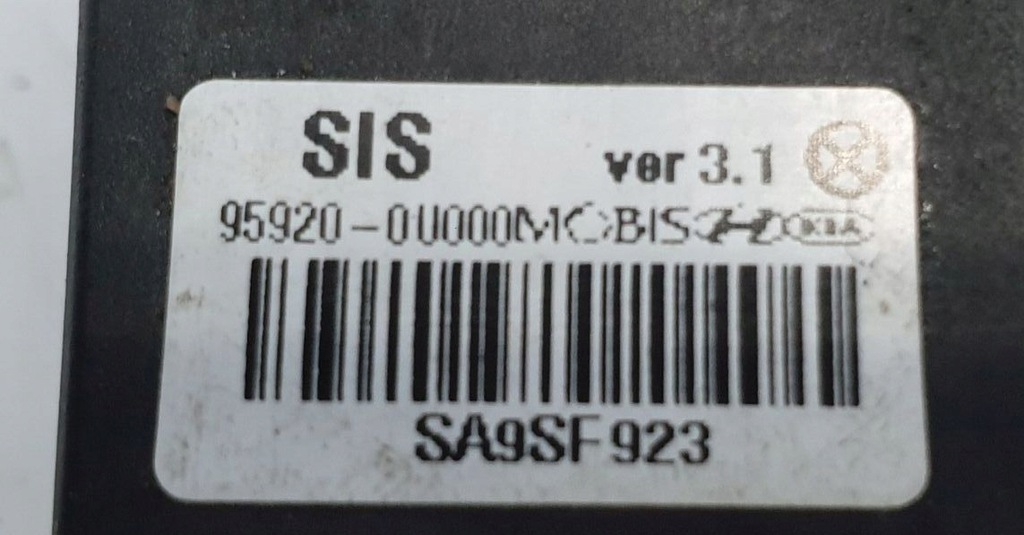 SIS ver 3.1
95920-0U000 MOBIS KIA
SA9SF923